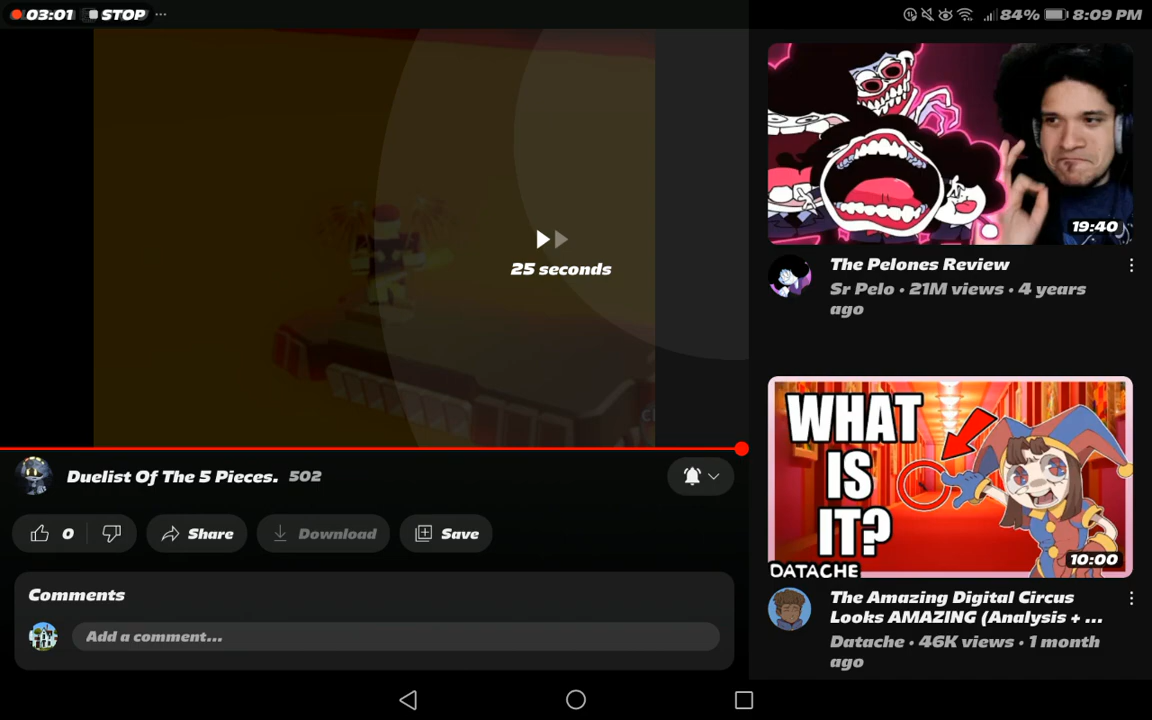 03:01 STOP ...
84% 8:09 PM
25 seconds
Duelist Of The 5 Pieces. 502
0
Share
Download
Save
Comments
Add a comment...
19:40
The Pelones Review
Sr Pelo • 21M views • 4 years
ago
WHAT
IS
IT?
DATACHE
10:00
The Amazing Digital Circus
Looks AMAZING (Analysis + ...
Datache • 46K views • 1 month
ago